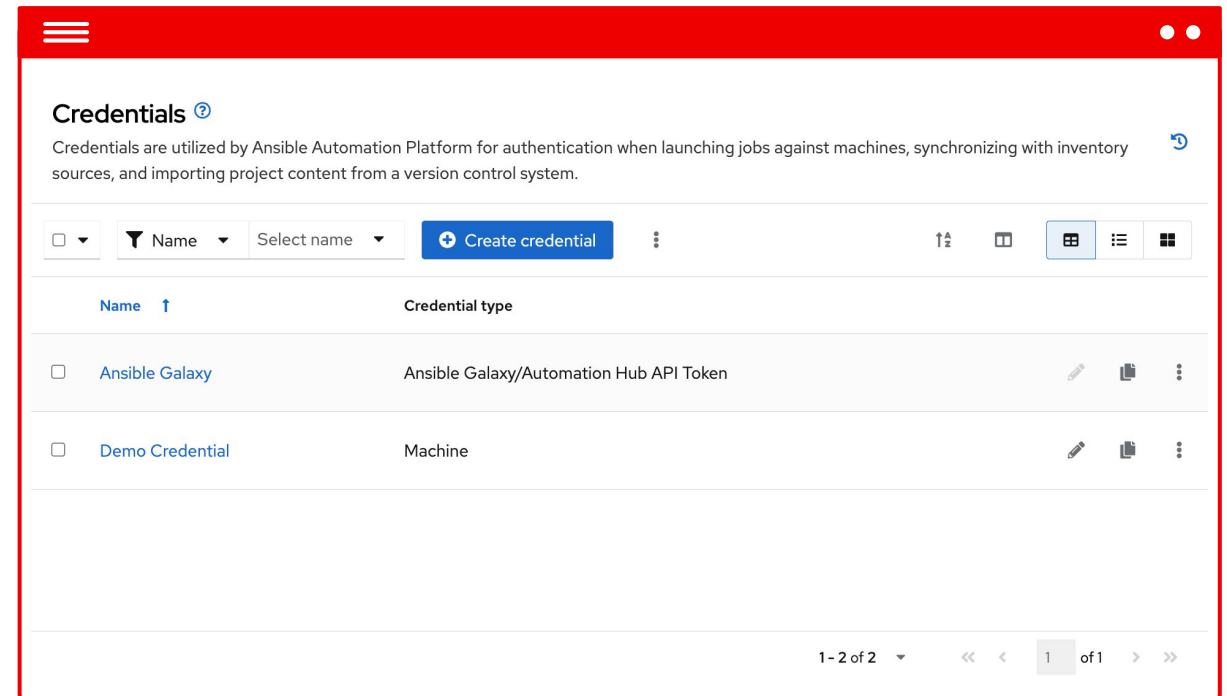 Credentials
Credentials are utilized by Ansible Automation Platform for authentication when launching jobs against machines, synchronizing with inventory
sources, and importing project content from a version control system.
Name Select name Create credential
Name Credential type
Ansible Galaxy Ansible Galaxy/Automation Hub API Token
Demo Credential Machine
1 - 2 of 2 1 of 1